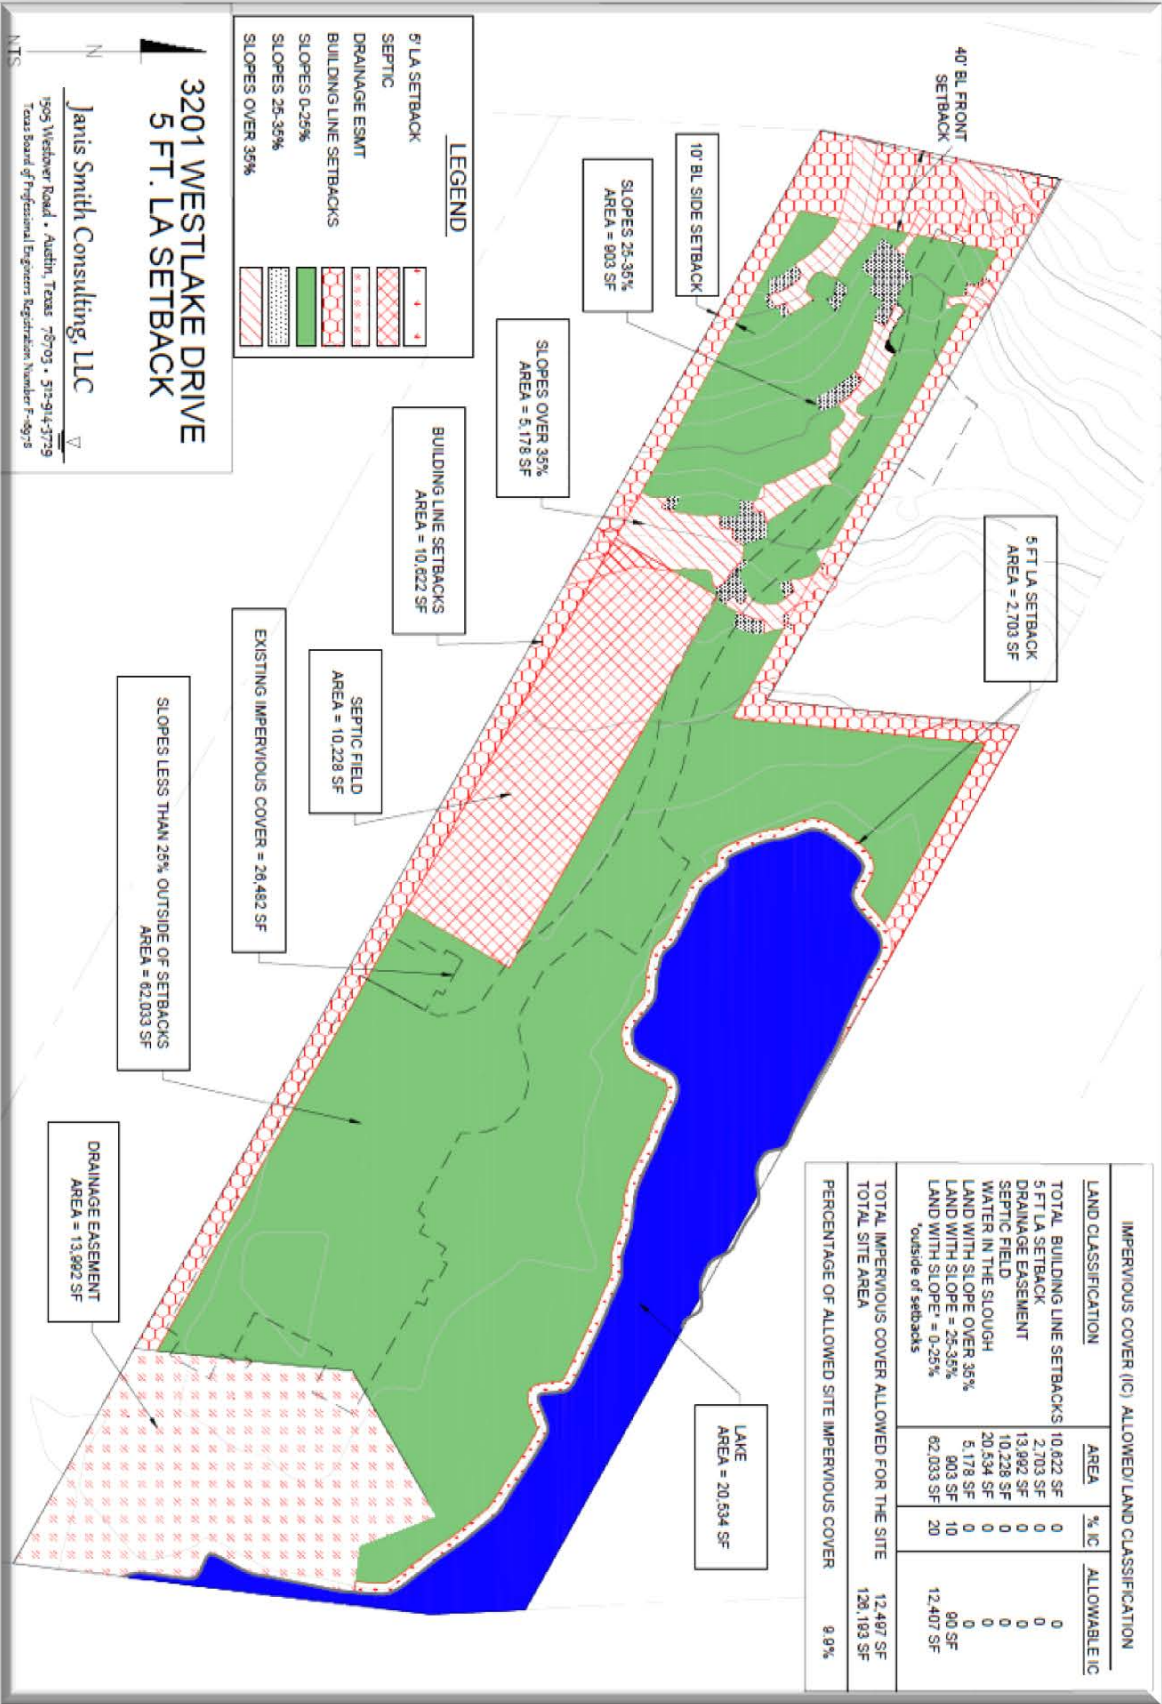 40' BL FRONT
SETBACK
10' BL SIDE SETBACK
SLOPES 25-35%
AREA = 903 SF
SLOPES OVER 35%
AREA = 5,178 SF
BUILDING LINE SETBACKS
AREA = 10,622 SF
SEPTIC FIELD
AREA = 10,228 SF
EXISTING IMPERVIOUS COVER = 26,482 SF
SLOPES LESS THAN 25% OUTSIDE OF SETBACKS
AREA = 62,033 SF
DRAINAGE EASEMENT
AREA = 13,992 SF
5 FT LA SETBACK
AREA = 2,703 SF
LAKE
AREA = 20,534 SF
IMPERVIOUS COVER (IC) ALLOWED/ LAND CLASSIFICATION
LAND CLASSIFICATION AREA % IC ALLOWABLE IC
TOTAL BUILDING LINE SETBACKS 10,622 SF 0 0
5 FT LA SETBACK 2,703 SF 0 0
DRAINAGE EASEMENT 13,992 SF 0 0
SEPTIC FIELD 10,228 SF 0 0
WATER IN THE SLOUGH 20,534 SF 0 0
LAND WITH SLOPE OVER 35% 5,178 SF 0 0
LAND WITH SLOPE = 25-35% 903 SF 10 90 SF
LAND WITH SLOPE* = 0-25% 62,033 SF 20 12,407 SF
*outside of setbacks
TOTAL IMPERVIOUS COVER ALLOWED FOR THE SITE 12,497 SF
TOTAL SITE AREA 126,193 SF
PERCENTAGE OF ALLOWED SITE IMPERVIOUS COVER 9.9%
LEGEND
5' LA SETBACK
SEPTIC
DRAINAGE ESMT
BUILDING LINE SETBACKS
SLOPES 0-25%
SLOPES 25-35%
SLOPES OVER 35%
3201 WESTLAKE DRIVE
5 FT. LA SETBACK
N
NTS
Janis Smith Consulting, LLC
1505 Westover Road • Austin, Texas 78703 • 512-914-3729
Texas Board of Professional Engineers Registration Number F-16978